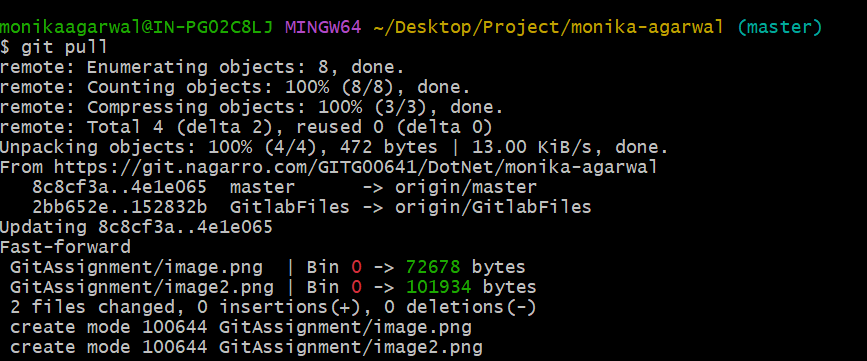 monikaagarwal@IN-PG02C8LJ MINGW64 ~/Desktop/Project/monika-agarwal (master)
$ git pull
remote: Enumerating objects: 8, done.
remote: Counting objects: 100% (8/8), done.
remote: Compressing objects: 100% (3/3), done.
remote: Total 4 (delta 2), reused 0 (delta 0)
Unpacking objects: 100% (4/4), 472 bytes | 13.00 KiB/s, done.
From https://git.nagarro.com/GITG00641/DotNet/monika-agarwal
   8c8cf3a..4e1e065  master      -> origin/master
   2bb652e..152832b  GitlabFiles -> origin/GitlabFiles
Updating 8c8cf3a..4e1e065
Fast-forward
 GitAssignment/image.png  | Bin 0 -> 72678 bytes
 GitAssignment/image2.png | Bin 0 -> 101934 bytes
 2 files changed, 0 insertions(+), 0 deletions(-)
 create mode 100644 GitAssignment/image.png
 create mode 100644 GitAssignment/image2.png